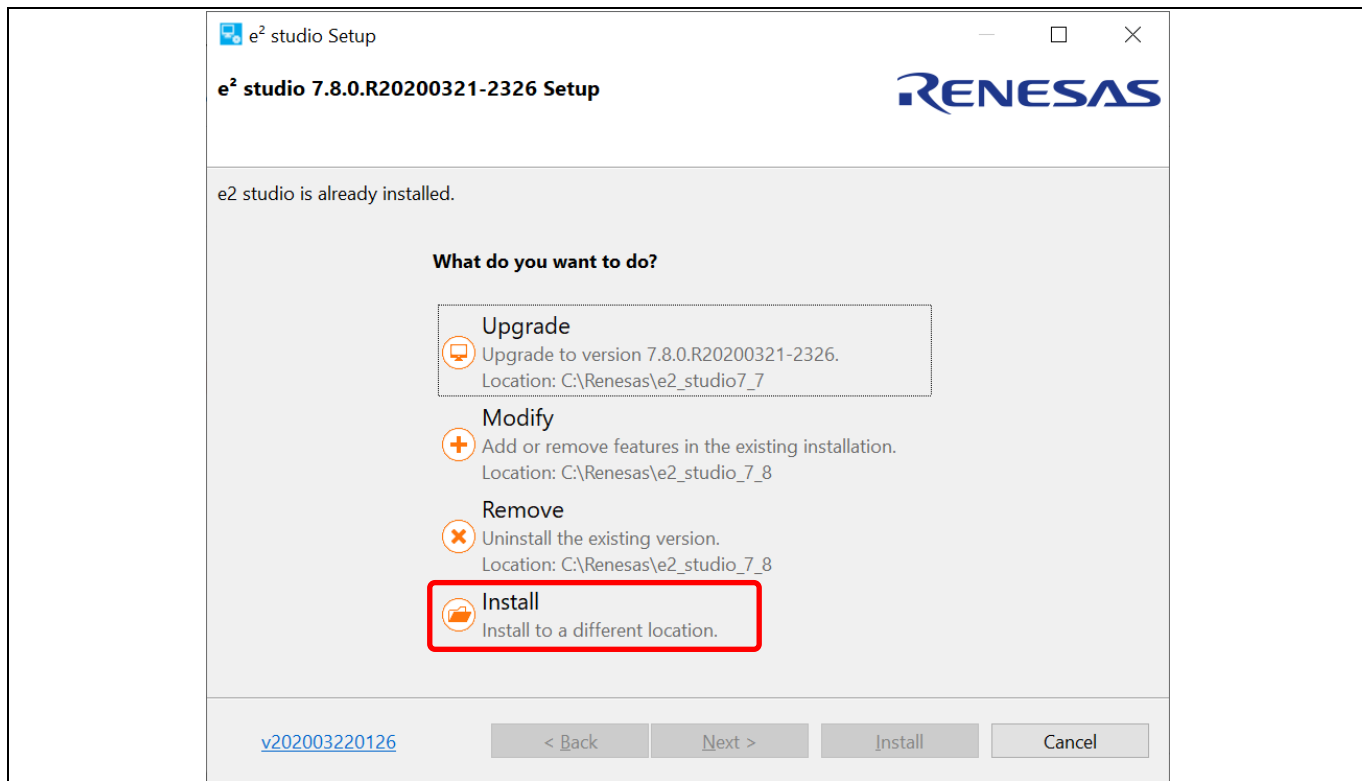 e² studio Setup
e² studio 7.8.0.R20200321-2326 Setup
RENESAS
e2 studio is already installed.
What do you want to do?
Upgrade
Upgrade to version 7.8.0.R20200321-2326.
Location: C:\Renesas\e2_studio7_7
Modify
Add or remove features in the existing installation.
Location: C:\Renesas\e2_studio_7_8
Remove
Uninstall the existing version.
Location: C:\Renesas\e2_studio_7_8
Install
Install to a different location.
v202003220126
< Back
Next >
Install
Cancel